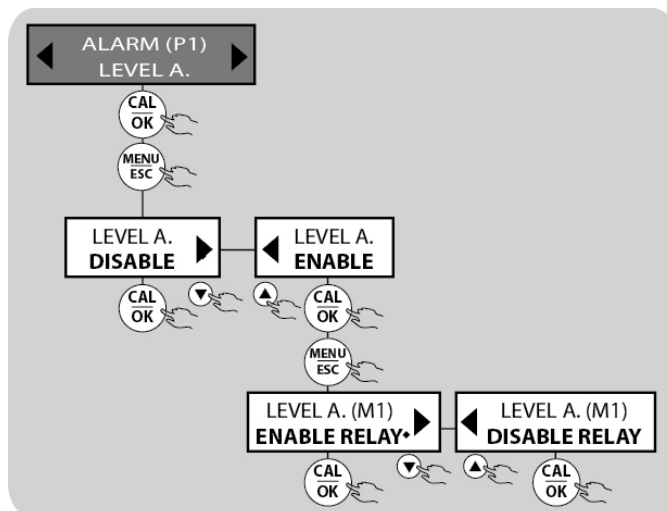 ALARM (P1)
LEVEL A.
CAL
OK
MENU
ESC
LEVEL A.
DISABLE
LEVEL A.
ENABLE
CAL
OK
CAL
OK
MENU
ESC
LEVEL A. (M1)
ENABLE RELAY◆
LEVEL A. (M1)
DISABLE RELAY
CAL
OK
CAL
OK